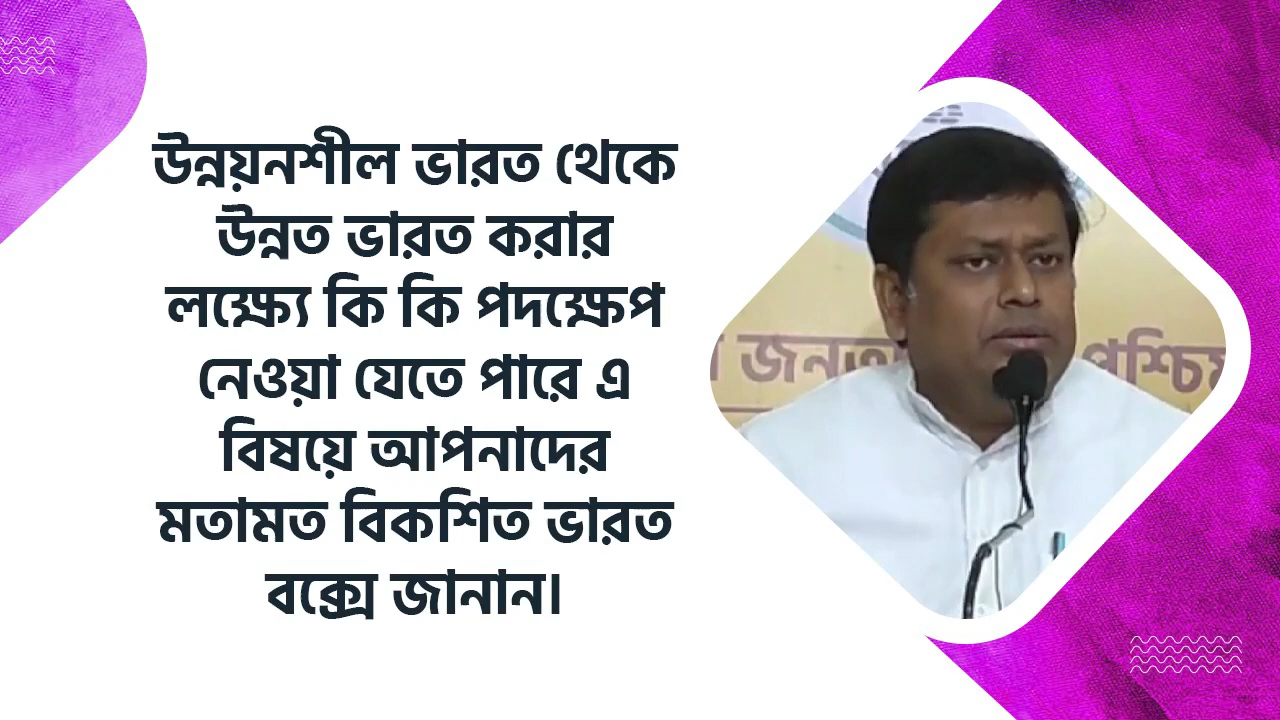 উন্নয়নশীল ভারত থেকে
উন্নত ভারত করার
লক্ষ্যে কি কি পদক্ষেপ
নেওয়া যেতে পারে এ
বিষয়ে আপনাদের
মতামত বিকশিত ভারত
বক্সে জানান।